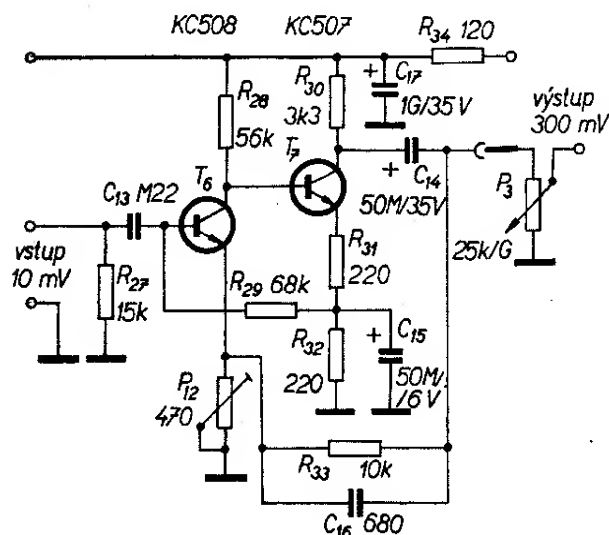 KC508 KC507
R34 120
R28
56k
R30
3k3
C17
1G/35V
výstup
300 mV
T6
T7
C13 M22
C14
50M/35V
P3
25k/G
vstup
10 mV
R27
15k
R29 68k
R31
220
R32
220
C15
50M/
/6V
P12
470
R33 10k
C16 680